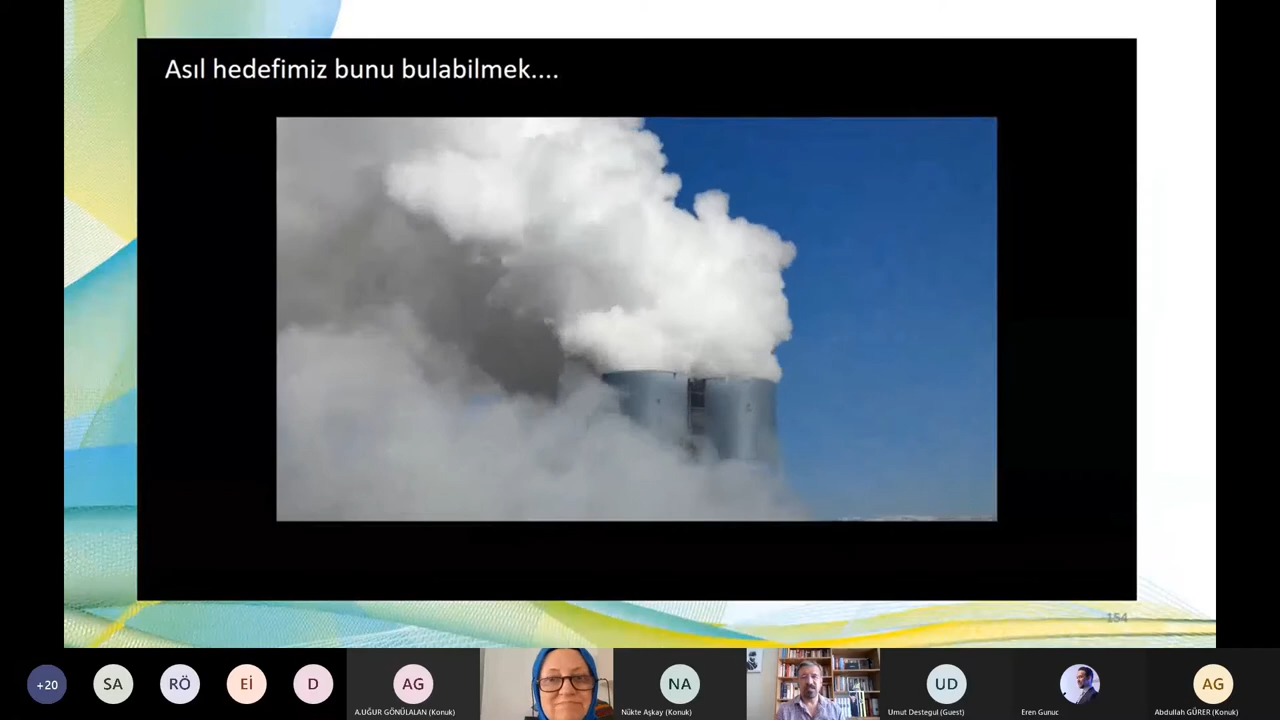 Asıl hedefimiz bunu bulabilmek....
154
+20
SA
RÖ
Eİ
D
AG
A.UĞUR GÖNÜLALAN (Konuk)
NA
Nükte Aşkay (Konuk)
UD
Umut Destegul (Guest)
Eren Gunuc
AG
Abdullah GÜRER (Konuk)